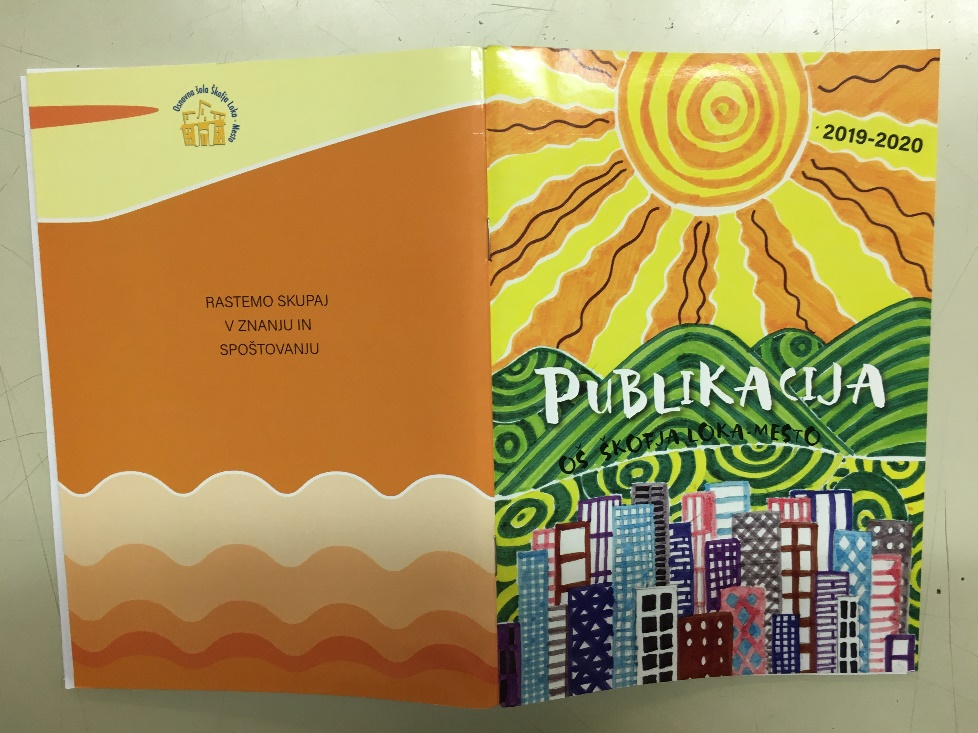 Osnovna šola Škofja Loka - Mesto
RASTEMO SKUPAJ
V ZNANJU IN
SPOŠTOVANJU
2019-2020
PUBLIKACIJA
OŠ ŠKOFJA LOKA-MESTO